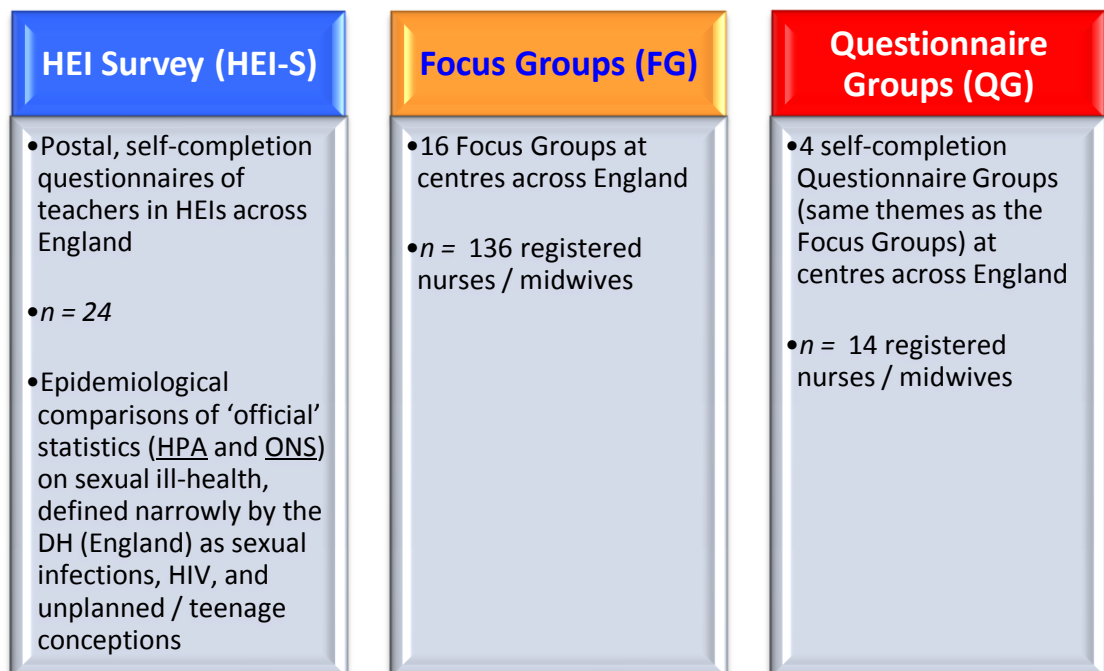 HEI Survey (HEI-S)
•Postal, self-completion
questionnaires of
teachers in HEIs across
England
•n = 24
•Epidemiological
comparisons of ‘official’
statistics (HPA and ONS)
on sexual ill-health,
defined narrowly by the
DH (England) as sexual
infections, HIV, and
unplanned / teenage
conceptions
Focus Groups (FG)
•16 Focus Groups at
centres across England
•n = 136 registered
nurses / midwives
Questionnaire
Groups (QG)
•4 self-completion
Questionnaire Groups
(same themes as the
Focus Groups) at
centres across England
•n = 14 registered
nurses / midwives